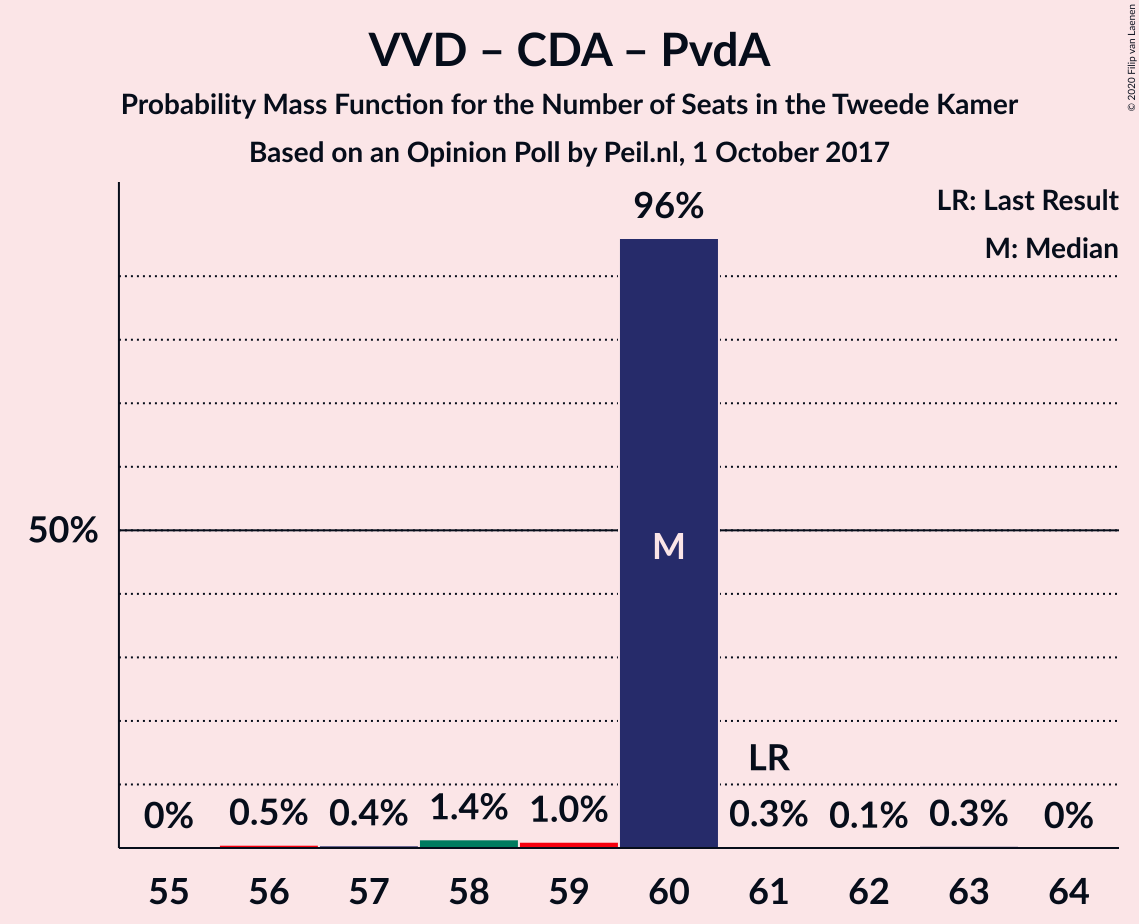 VVD – CDA – PvdA
Probability Mass Function for the Number of Seats in the Tweede Kamer
Based on an Opinion Poll by Peil.nl, 1 October 2017
© 2020 Filip van Laenen
LR: Last Result
M: Median
96%
50%
M
LR
0% 0.5% 0.4% 1.4% 1.0% 0.3% 0.1% 0.3% 0%
55 56 57 58 59 60 61 62 63 64